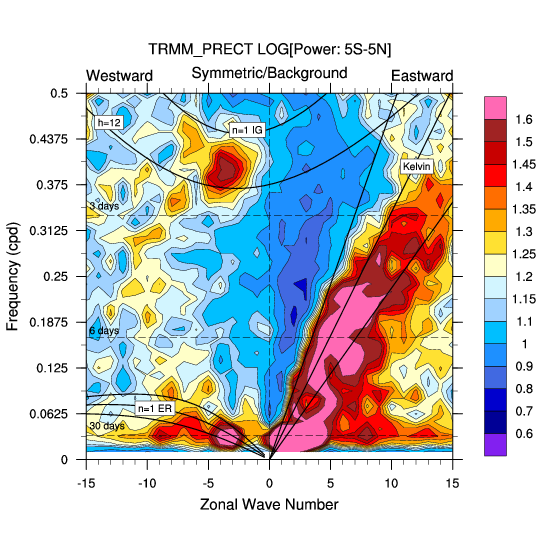 TRMM_PRECT LOG[Power: 5S-5N]
Westward Symmetric/Background Eastward
0.5
h=12
n=1 IG
0.4375
Kelvin
0.375
3 days
0.3125
0.25
0.1875
6 days
0.125
n=1 ER
0.0625
30 days
0
Frequency (cpd)
-15 -10 -5 0 5 10 15
Zonal Wave Number
1.6
1.5
1.45
1.4
1.35
1.3
1.25
1.2
1.15
1.1
1
0.9
0.8
0.7
0.6